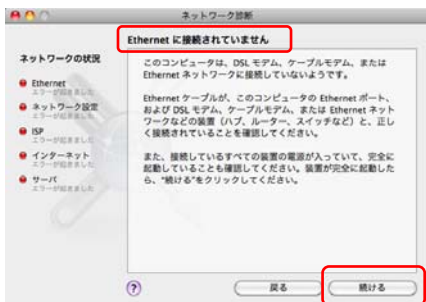 ネットワーク診断
Ethernet に接続されていません
ネットワークの状況
Ethernet
エラーが起きました
ネットワーク設定
エラーが起きました
ISP
エラーが起きました
インターネット
エラーが起きました
サーバ
エラーが起きました
このコンピュータは、DSL モデム、ケーブルモデム、または
Ethernet ネットワークに接続していないようです。
Ethernet ケーブルが、このコンピュータの Ethernet ポート、
および DSL モデム、ケーブルモデム、または Ethernet ネット
ワークなどの装置（ハブ、ルーター、スイッチなど）と、正し
く接続されていることを確認してください。
また、接続しているすべての装置の電源が入っていて、完全に
起動していることも確認してください。装置が完全に起動した
ら、“続ける”をクリックしてください。
?
戻る
続ける